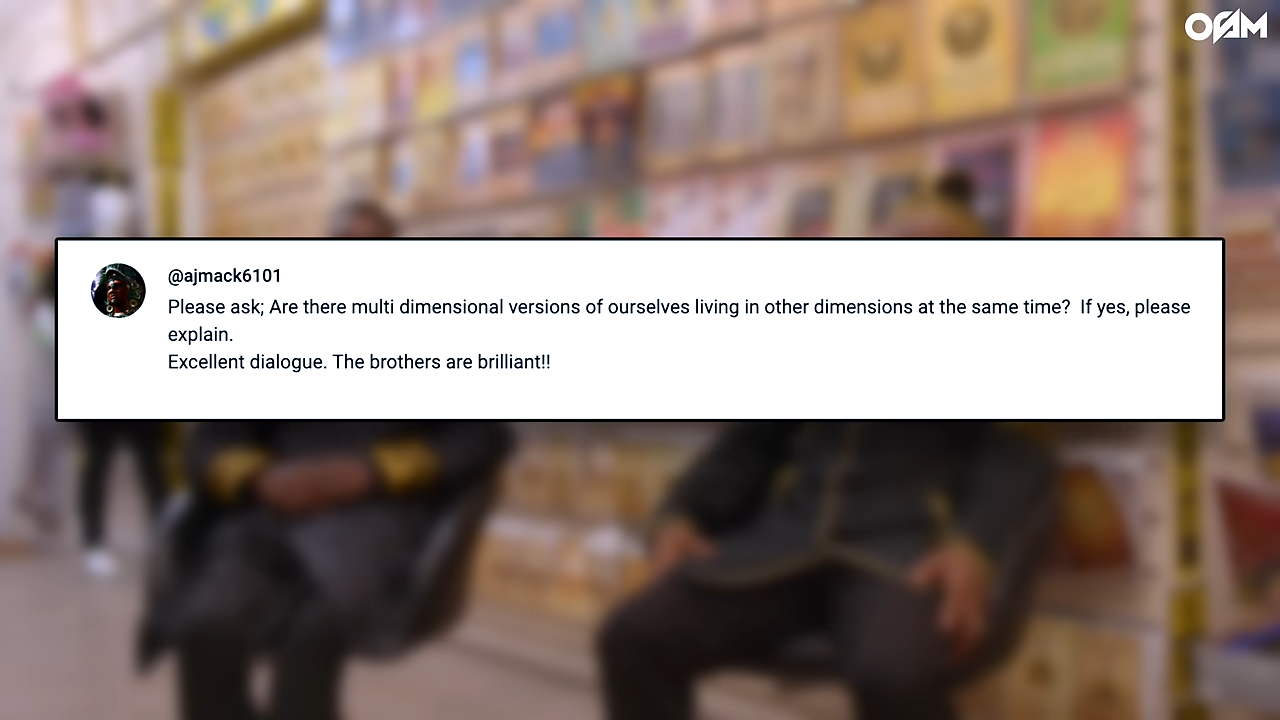 OSM
@ajmack6101
Please ask; Are there multi dimensional versions of ourselves living in other dimensions at the same time?  If yes, please
explain.
Excellent dialogue. The brothers are brilliant!!